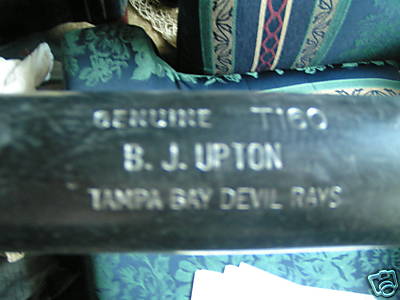 GENUINE T160
B. J. UPTON
TAMPA BAY DEVIL RAYS